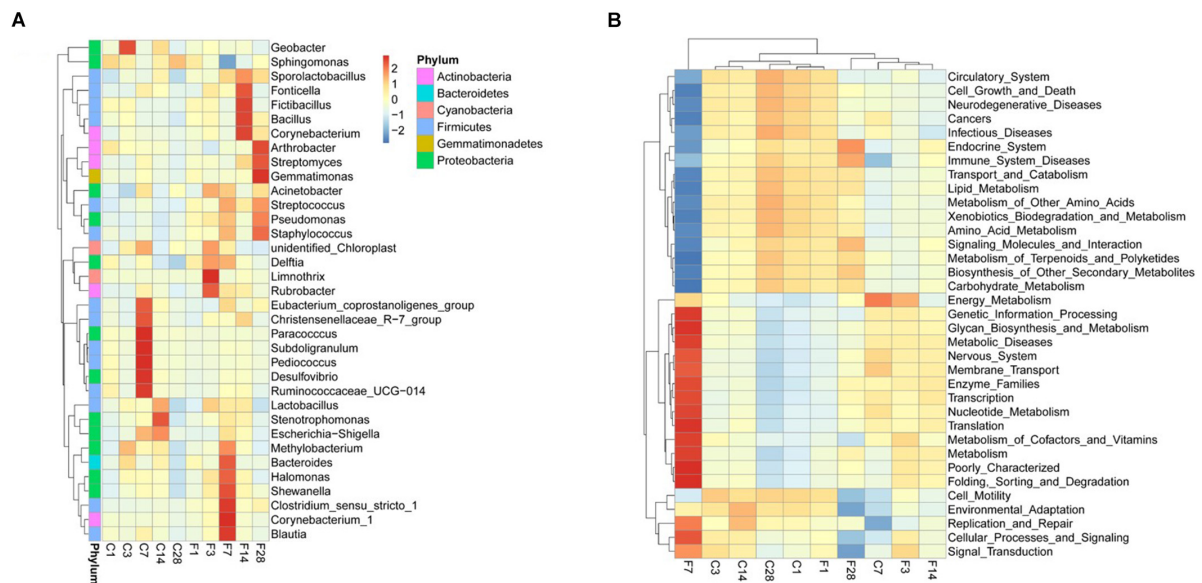 A
Geobacter
Sphingomonas
Sporolactobacillus
Fonticella
Fictibacillus
Bacillus
Corynebacterium
Arthrobacter
Streptomyces
Gemmatimonas
Acinetobacter
Streptococcus
Pseudomonas
Staphylococcus
unidentified_Chloroplast
Delftia
Limnothrix
Rubrobacter
Eubacterium_coprostanoligenes_group
Christensenellaceae_R−7_group
Paracoccus
Subdoligranulum
Pediococcus
Desulfovibrio
Ruminococcaceae_UCG−014
Lactobacillus
Stenotrophomonas
Escherichia−Shigella
Methylobacterium
Bacteroides
Halomonas
Shewanella
Clostridium_sensu_stricto_1
Corynebacterium_1
Blautia
Phylum C1 C3 C7 C14 C28 F1 F3 F7 F14 F28
2
1
0
−1
−2
Phylum
Actinobacteria
Bacteroidetes
Cyanobacteria
Firmicutes
Gemmatimonadetes
Proteobacteria
B
Circulatory_System
Cell_Growth_and_Death
Neurodegenerative_Diseases
Cancers
Infectious_Diseases
Endocrine_System
Immune_System_Diseases
Transport_and_Catabolism
Lipid_Metabolism
Metabolism_of_Other_Amino_Acids
Xenobiotics_Biodegradation_and_Metabolism
Amino_Acid_Metabolism
Signaling_Molecules_and_Interaction
Metabolism_of_Terpenoids_and_Polyketides
Biosynthesis_of_Other_Secondary_Metabolites
Carbohydrate_Metabolism
Energy_Metabolism
Genetic_Information_Processing
Glycan_Biosynthesis_and_Metabolism
Metabolic_Diseases
Nervous_System
Membrane_Transport
Enzyme_Families
Transcription
Nucleotide_Metabolism
Translation
Metabolism_of_Cofactors_and_Vitamins
Metabolism
Poorly_Characterized
Folding,_Sorting_and_Degradation
Cell_Motility
Environmental_Adaptation
Replication_and_Repair
Cellular_Processes_and_Signaling
Signal_Transduction
F7 C3 C14 C28 C1 F1 F28 C7 F3 F14